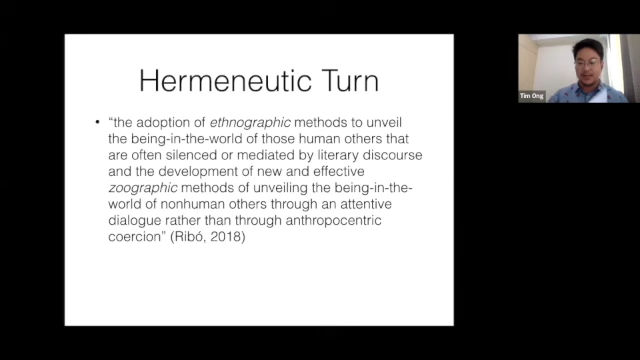 Hermeneutic Turn
• “the adoption of ethnographic methods to unveil
the being-in-the-world of those human others that
are often silenced or mediated by literary discourse
and the development of new and effective
zoographic methods of unveiling the being-in-the-
world of nonhuman others through an attentive
dialogue rather than through anthropocentric
coercion” (Ribó, 2018)
Tim Ong